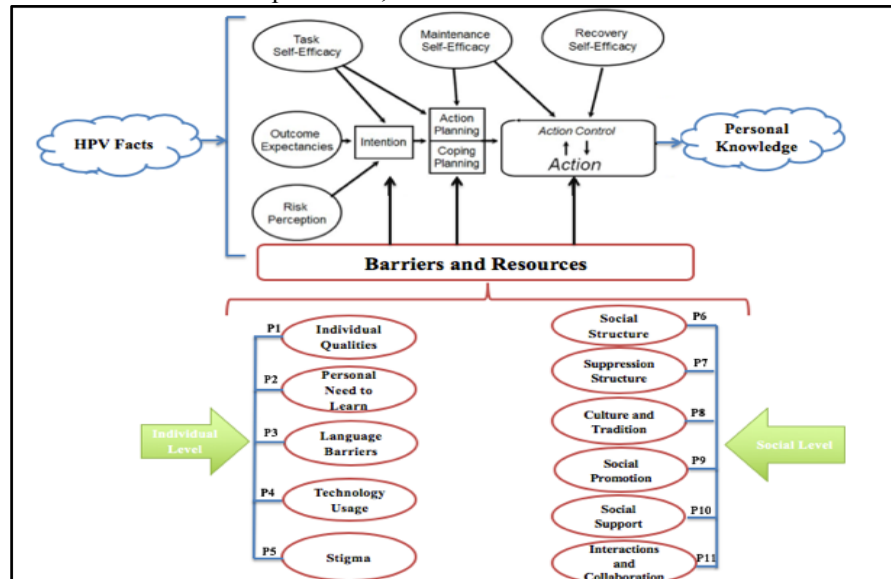 Task
Self-Efficacy
Maintenance
Self-Efficacy
Recovery
Self-Efficacy
HPV Facts
Outcome
Expectancies
Intention
Action
Planning
Coping
Planning
Action Control
Action
Personal
Knowledge
Risk
Perception
Barriers and Resources
Individual
Level
P1
Individual
Qualities
P2
Personal
Need to
Learn
P3
Language
Barriers
P4
Technology
Usage
P5
Stigma
Social
Structure
P6
Suppression
Structure
P7
Culture and
Tradition
P8
Social
Promotion
P9
Social
Support
P10
Interactions
and
Collaboration
P11
Social Level